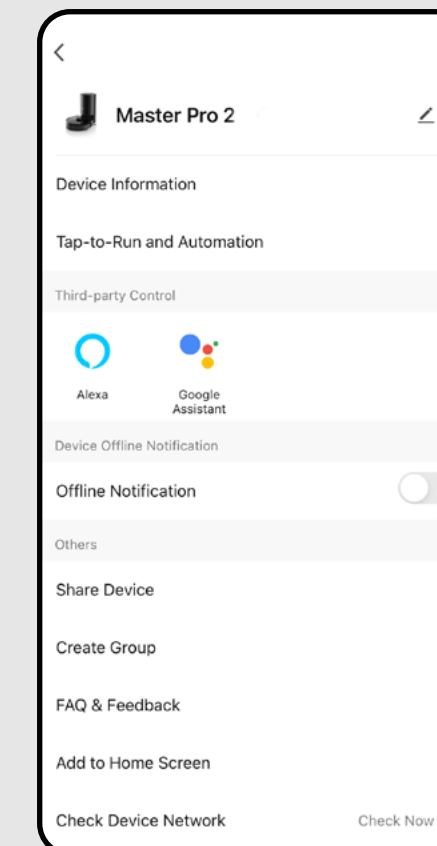 Master Pro 2
Device Information
Tap-to-Run and Automation
Third-party Control
Alexa
Google
Assistant
Device Offline Notification
Offline Notification
Others
Share Device
Create Group
FAQ & Feedback
Add to Home Screen
Check Device Network Check Now